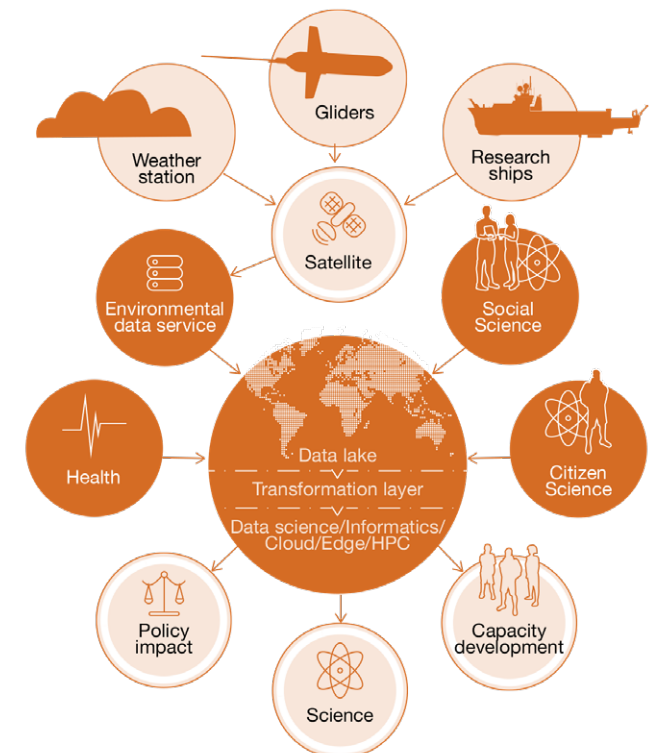 Gliders
Weather
station
Research
ships
Satellite
Environmental
data service
Social
Science
Data lake
Transformation layer
Data science/Informatics/
Cloud/Edge/HPC
Health
Citizen
Science
Policy
impact
Science
Capacity
development